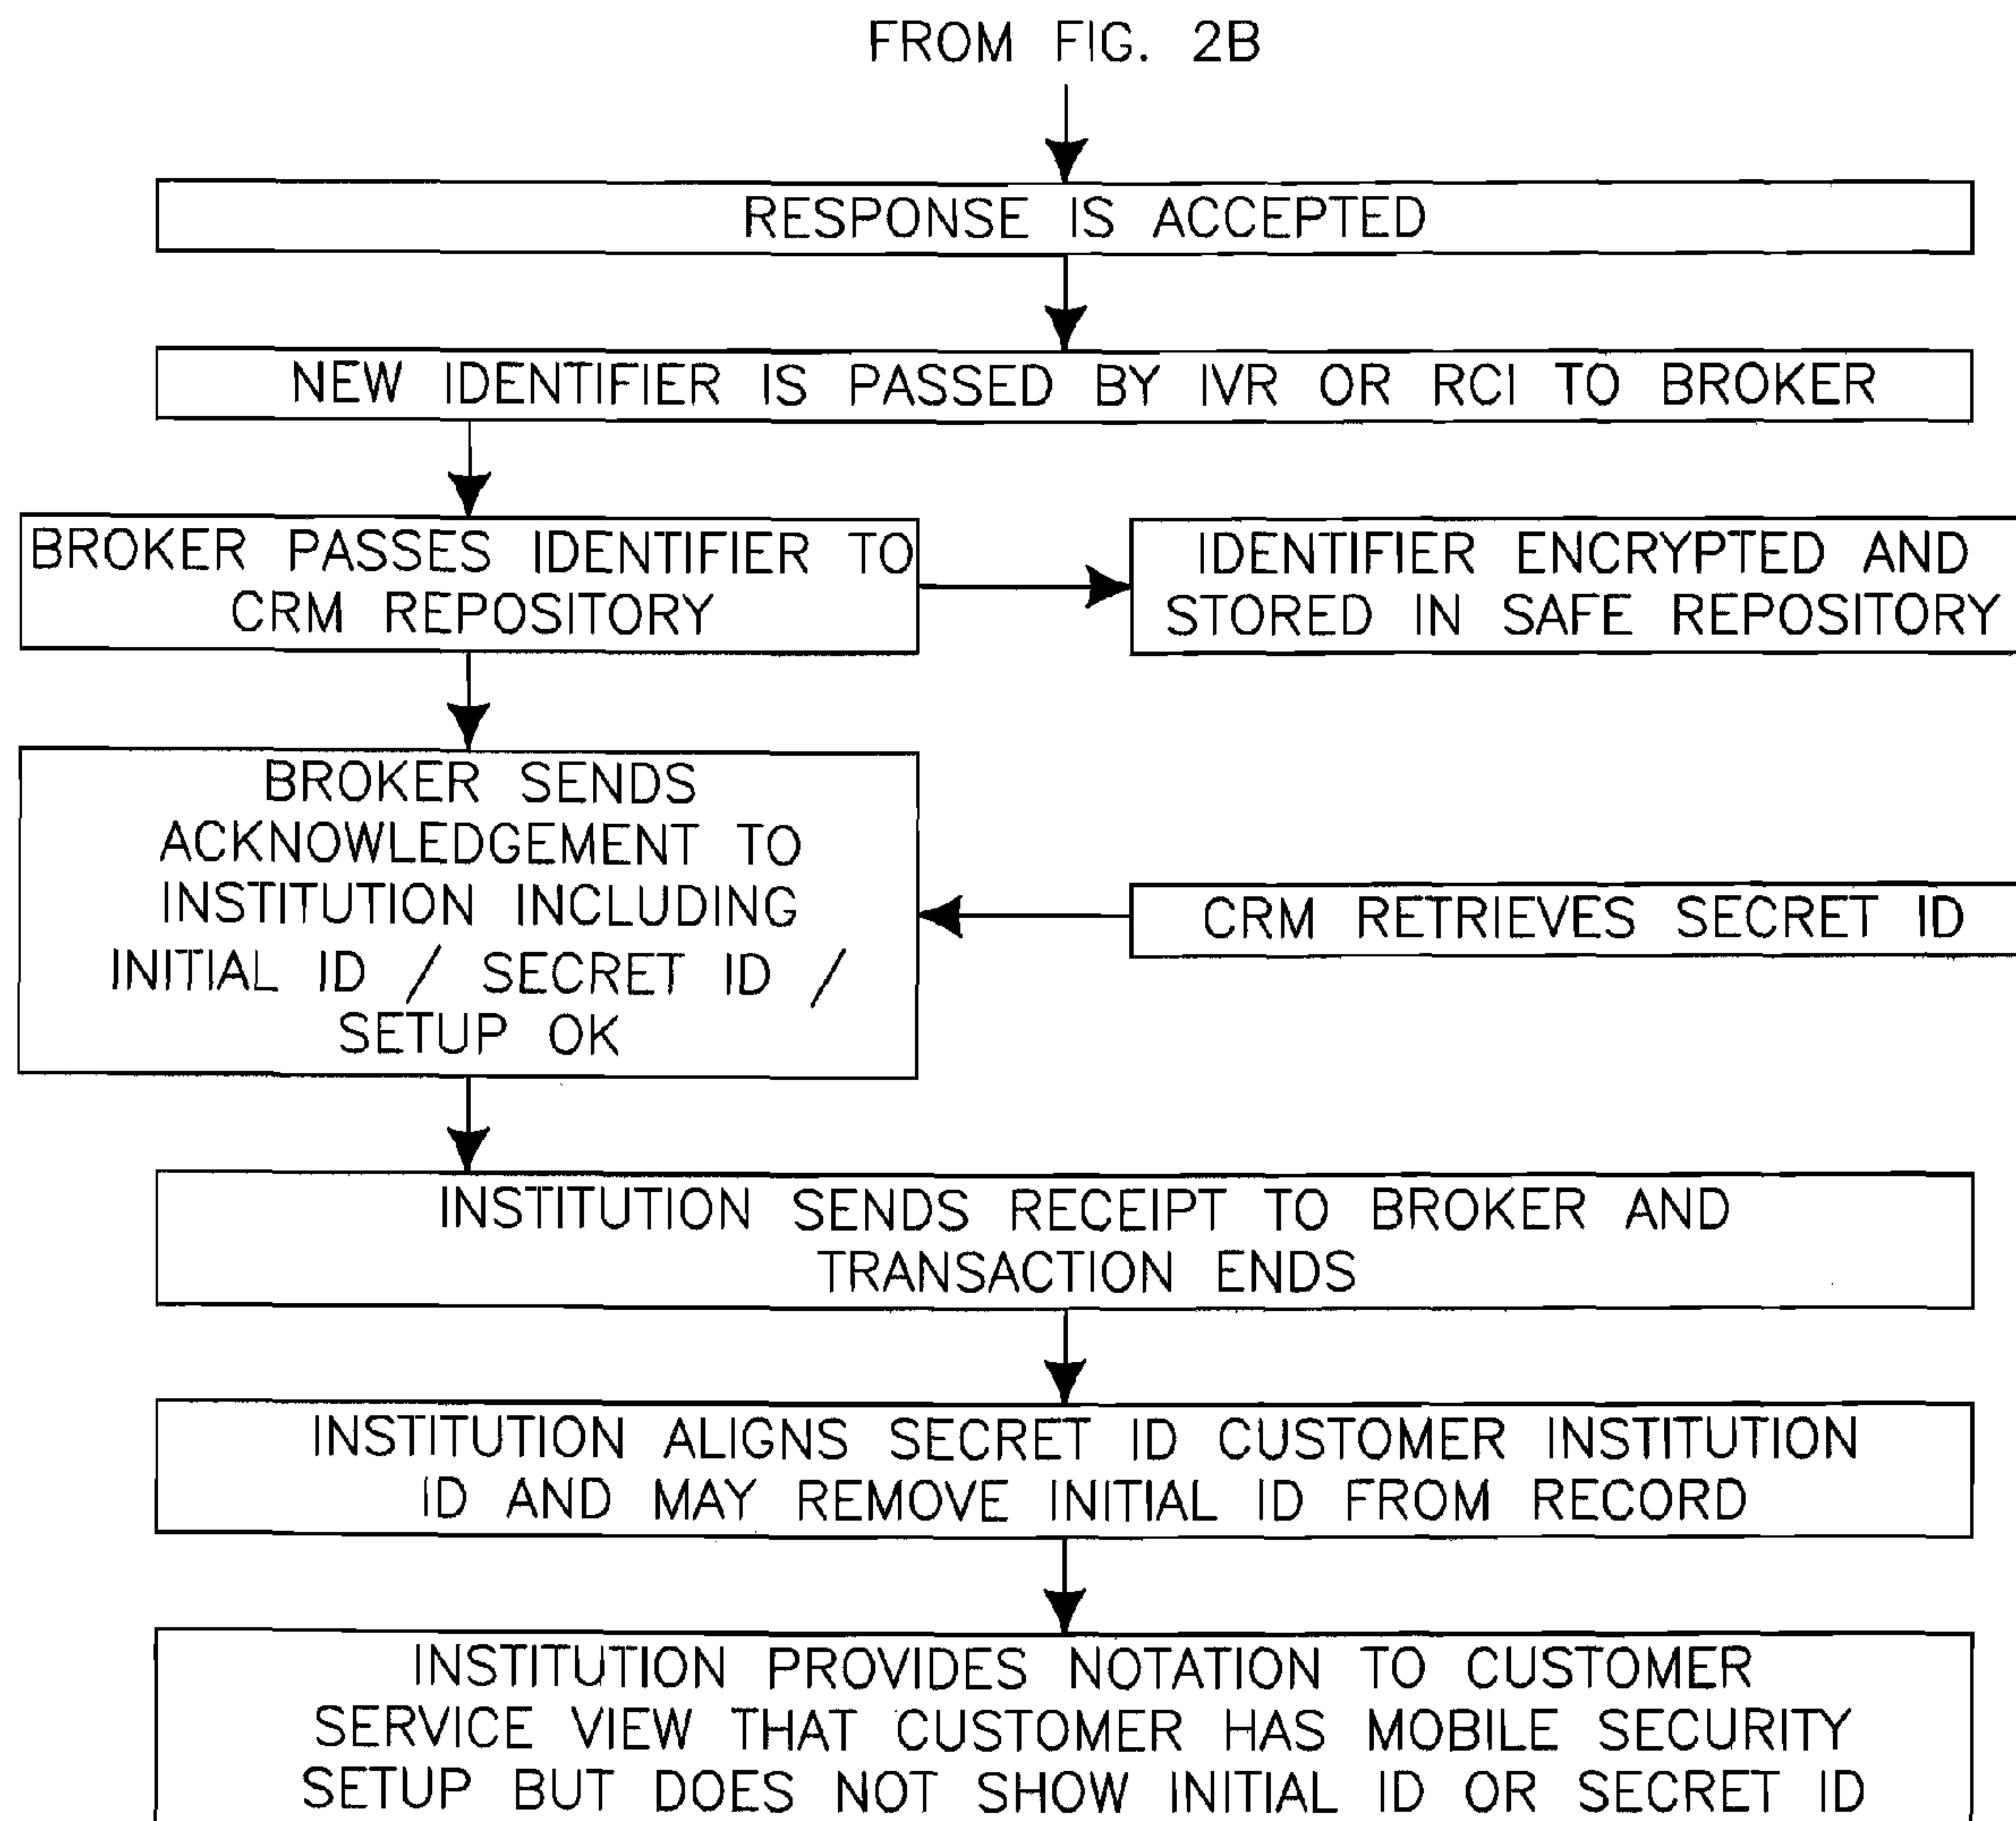 FROM FIG. 2B
RESPONSE IS ACCEPTED
NEW IDENTIFIER IS PASSED BY IVR OR RCI TO BROKER
BROKER PASSES IDENTIFIER TO
CRM REPOSITORY
IDENTIFIER ENCRYPTED AND
STORED IN SAFE REPOSITORY
BROKER SENDS
ACKNOWLEDGEMENT TO
INSTITUTION INCLUDING
INITIAL ID / SECRET ID /
SETUP OK
CRM RETRIEVES SECRET ID
INSTITUTION SENDS RECEIPT TO BROKER AND
TRANSACTION ENDS
INSTITUTION ALIGNS SECRET ID CUSTOMER INSTITUTION
ID AND MAY REMOVE INITIAL ID FROM RECORD
INSTITUTION PROVIDES NOTATION TO CUSTOMER
SERVICE VIEW THAT CUSTOMER HAS MOBILE SECURITY
SETUP BUT DOES NOT SHOW INITIAL ID OR SECRET ID